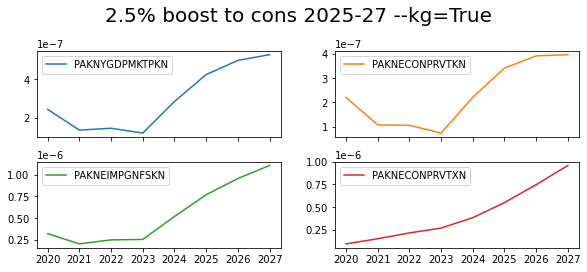 2.5% boost to cons 2025-27 --kg=True
1e−7
PAKNYGDPMKTPKN
4
2
1e−7
PAKNECONPRVTKN
4
3
2
1
1e−6
PAKNEIMPGNFSKN
1.00
0.75
0.50
0.25
2020 2021 2022 2023 2024 2025 2026 2027
1e−6
PAKNECONPRVTXN
1.00
0.75
0.50
0.25
2020 2021 2022 2023 2024 2025 2026 2027